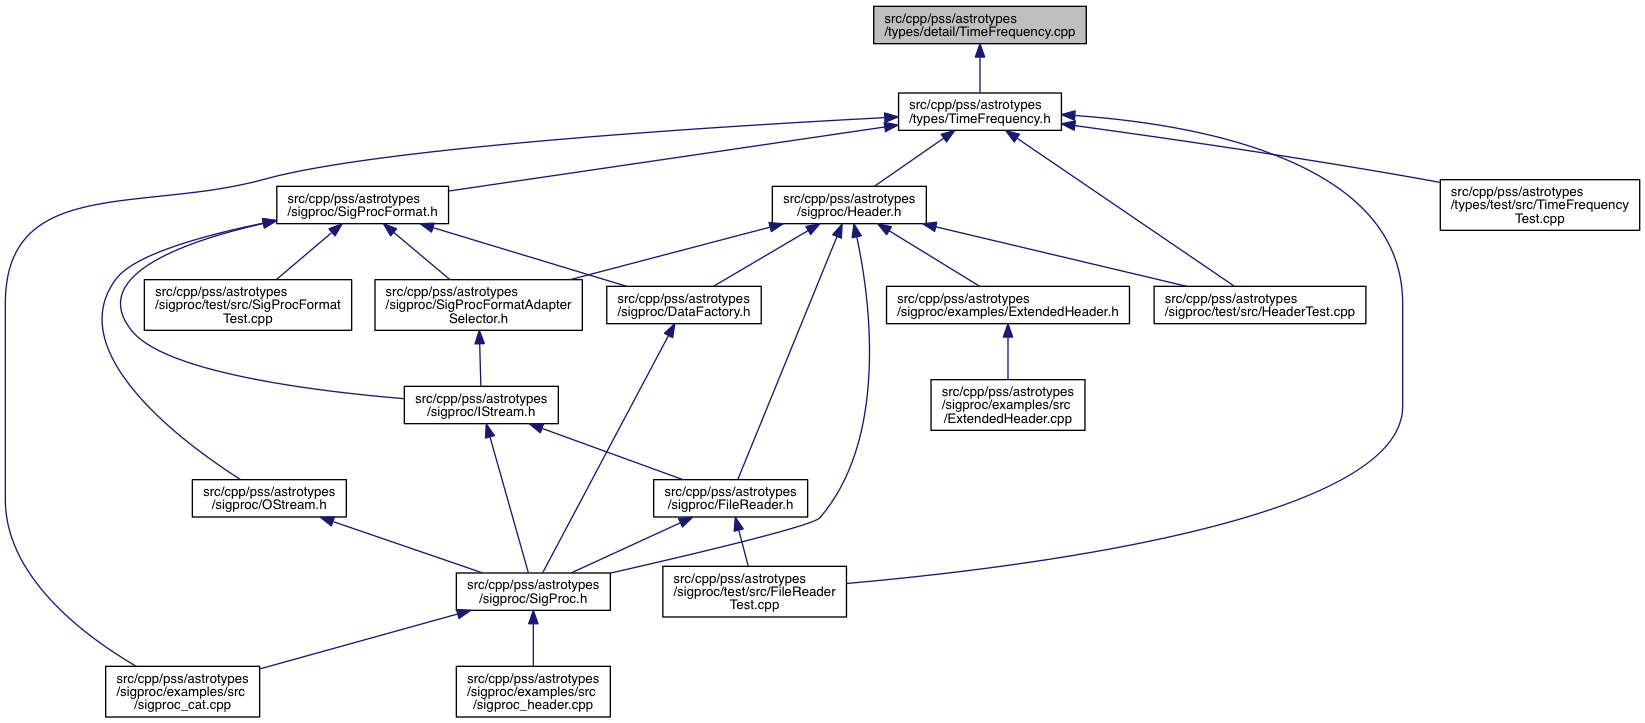 src/cpp/pss/astrotypes
/types/detail/TimeFrequency.cpp
src/cpp/pss/astrotypes
/types/TimeFrequency.h
src/cpp/pss/astrotypes
/sigproc/SigProcFormat.h
src/cpp/pss/astrotypes
/sigproc/Header.h
src/cpp/pss/astrotypes
/types/test/src/TimeFrequency
Test.cpp
src/cpp/pss/astrotypes
/sigproc/test/src/SigProcFormat
Test.cpp
src/cpp/pss/astrotypes
/sigproc/SigProcFormatAdapter
Selector.h
src/cpp/pss/astrotypes
/sigproc/DataFactory.h
src/cpp/pss/astrotypes
/sigproc/examples/ExtendedHeader.h
src/cpp/pss/astrotypes
/sigproc/test/src/HeaderTest.cpp
src/cpp/pss/astrotypes
/sigproc/IStream.h
src/cpp/pss/astrotypes
/sigproc/examples/src
/ExtendedHeader.cpp
src/cpp/pss/astrotypes
/sigproc/OStream.h
src/cpp/pss/astrotypes
/sigproc/FileReader.h
src/cpp/pss/astrotypes
/sigproc/SigProc.h
src/cpp/pss/astrotypes
/sigproc/test/src/FileReader
Test.cpp
src/cpp/pss/astrotypes
/sigproc/examples/src
/sigproc_cat.cpp
src/cpp/pss/astrotypes
/sigproc/examples/src
/sigproc_header.cpp